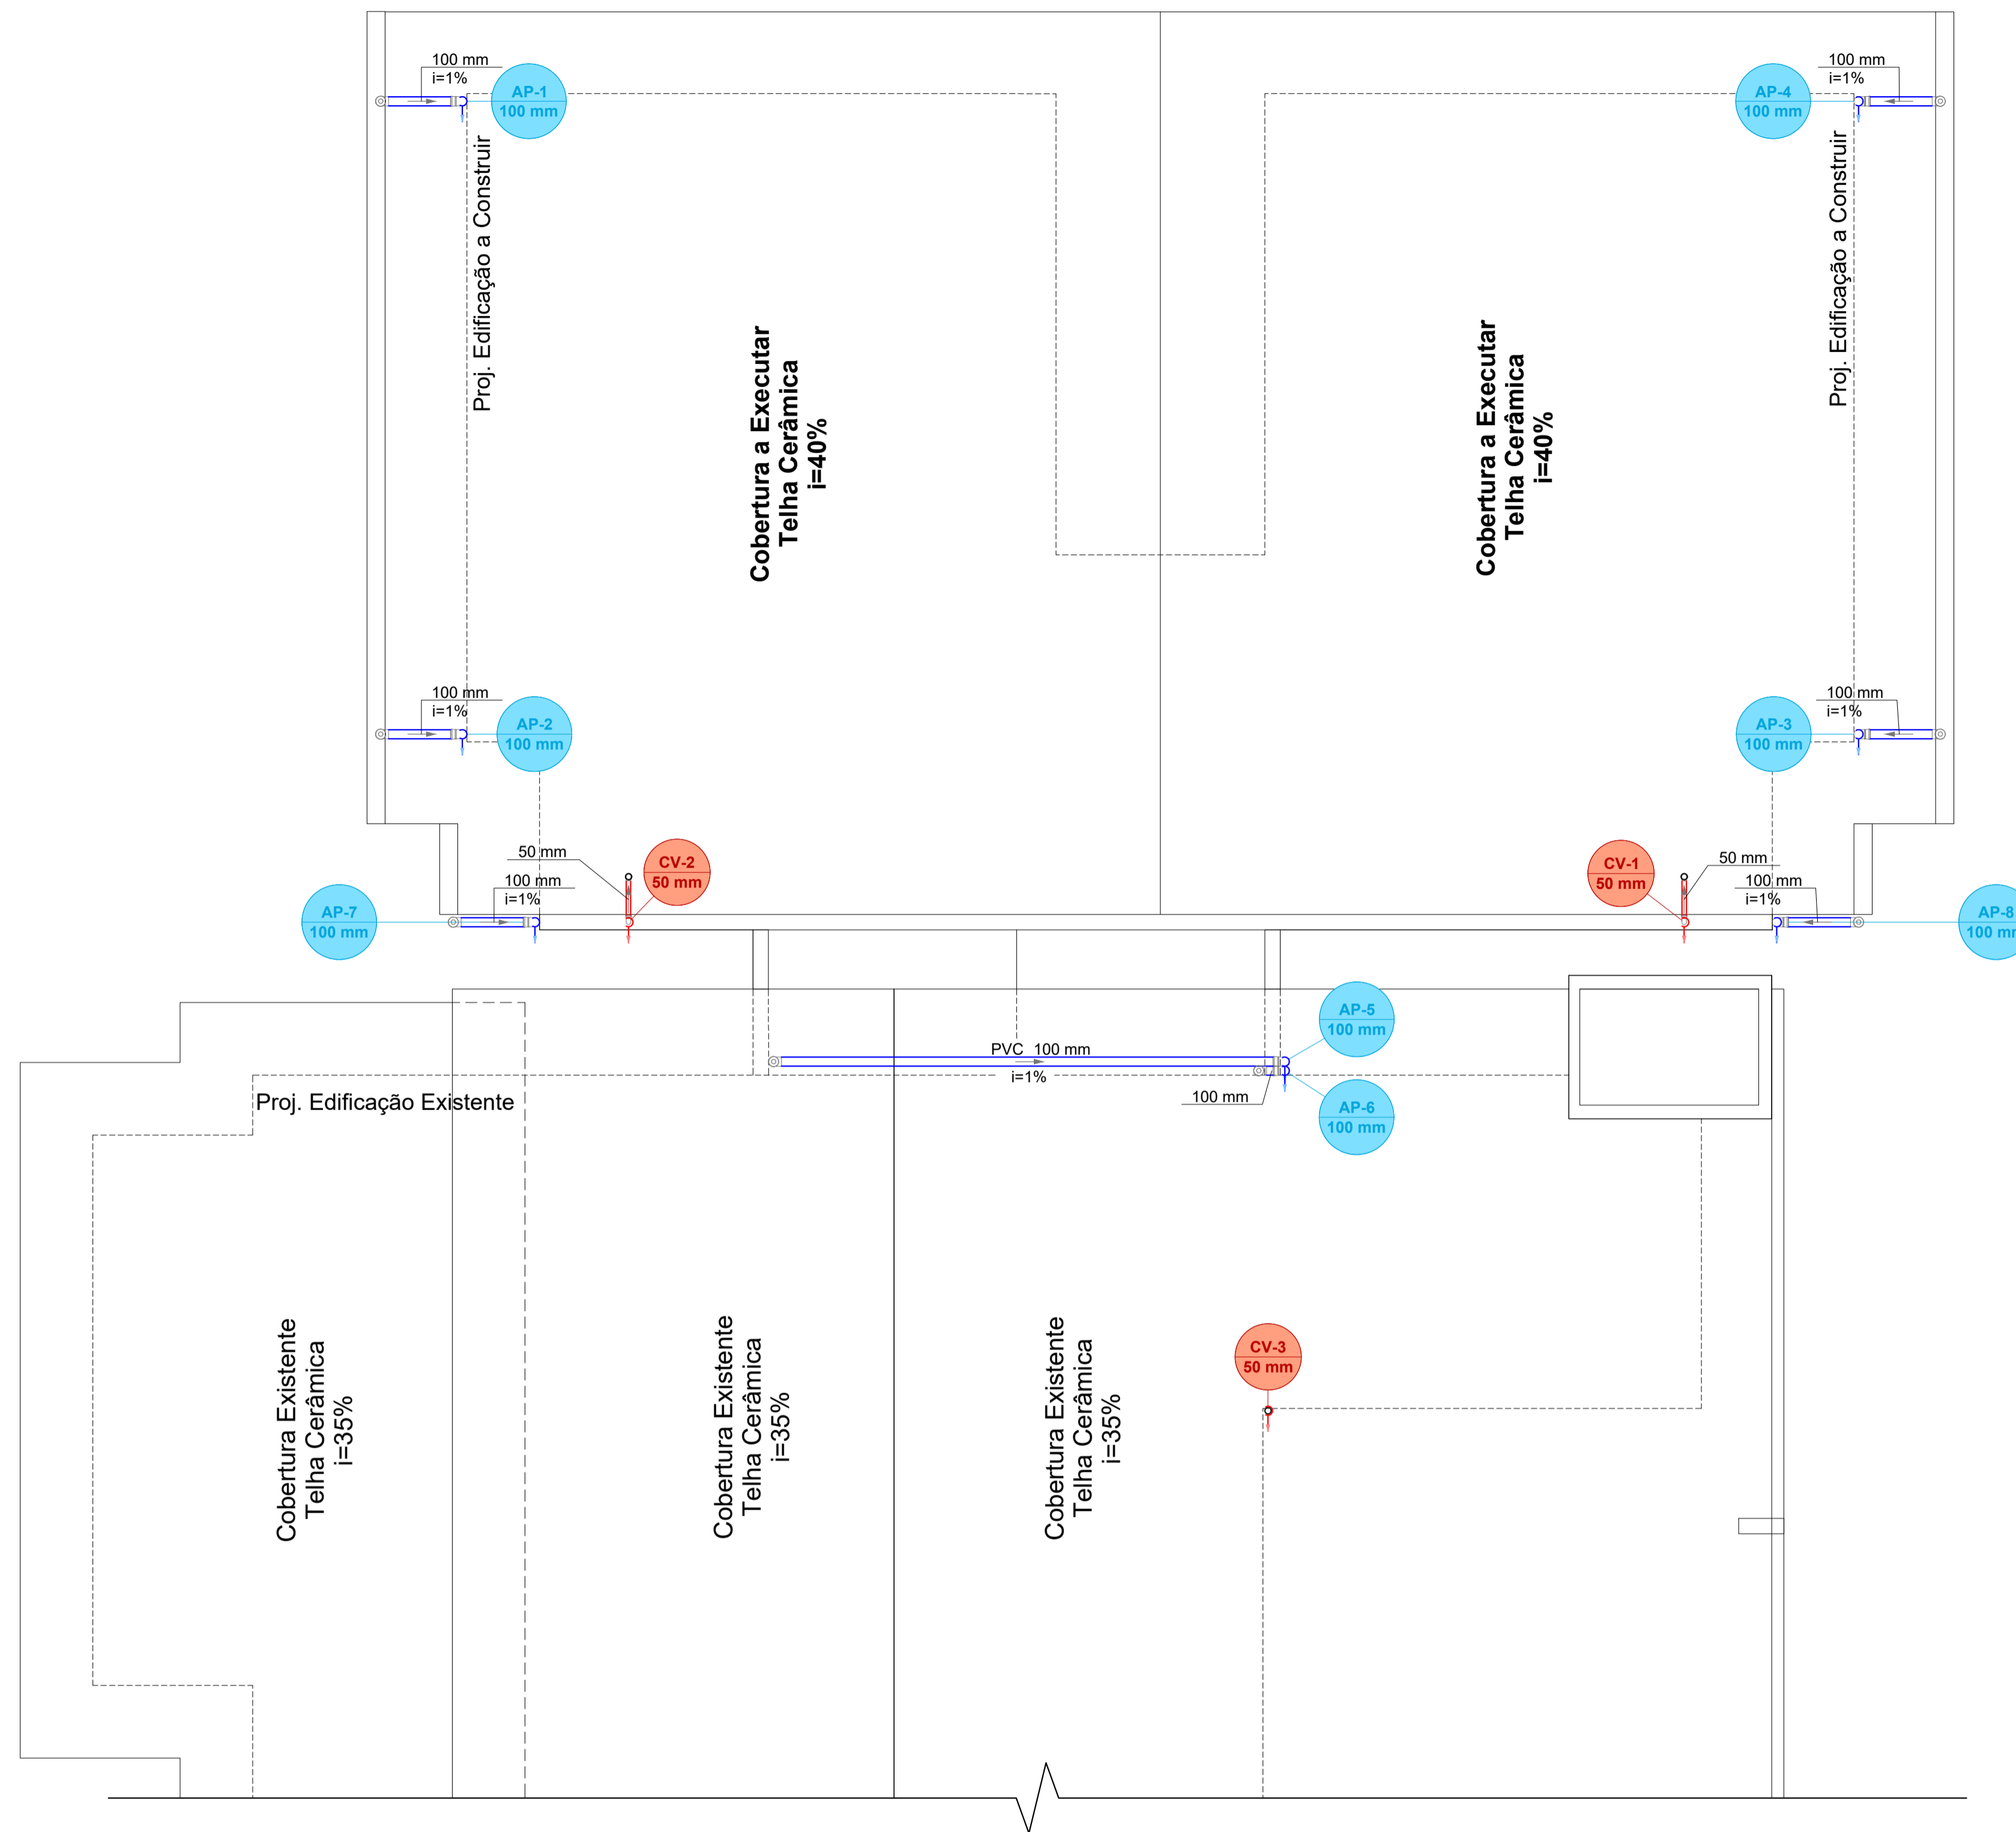 100 mm
i=1%
AP-1
100 mm
AP-4
100 mm
100 mm
i=1%
Proj. Edificação a Construir
Proj. Edificação a Construir
Cobertura a Executar
Telha Cerâmica
i=40%
Cobertura a Executar
Telha Cerâmica
i=40%
100 mm
i=1%
AP-2
100 mm
AP-3
100 mm
100 mm
i=1%
50 mm
CV-2
50 mm
CV-1
50 mm
50 mm
100 mm
i=1%
100 mm
i=1%
AP-7
100 mm
AP-8
100 mm
AP-5
100 mm
PVC 100 mm
i=1%
100 mm
AP-6
100 mm
Proj. Edificação Existente
Cobertura Existente
Telha Cerâmica
i=35%
Cobertura Existente
Telha Cerâmica
i=35%
Cobertura Existente
Telha Cerâmica
i=35%
CV-3
50 mm